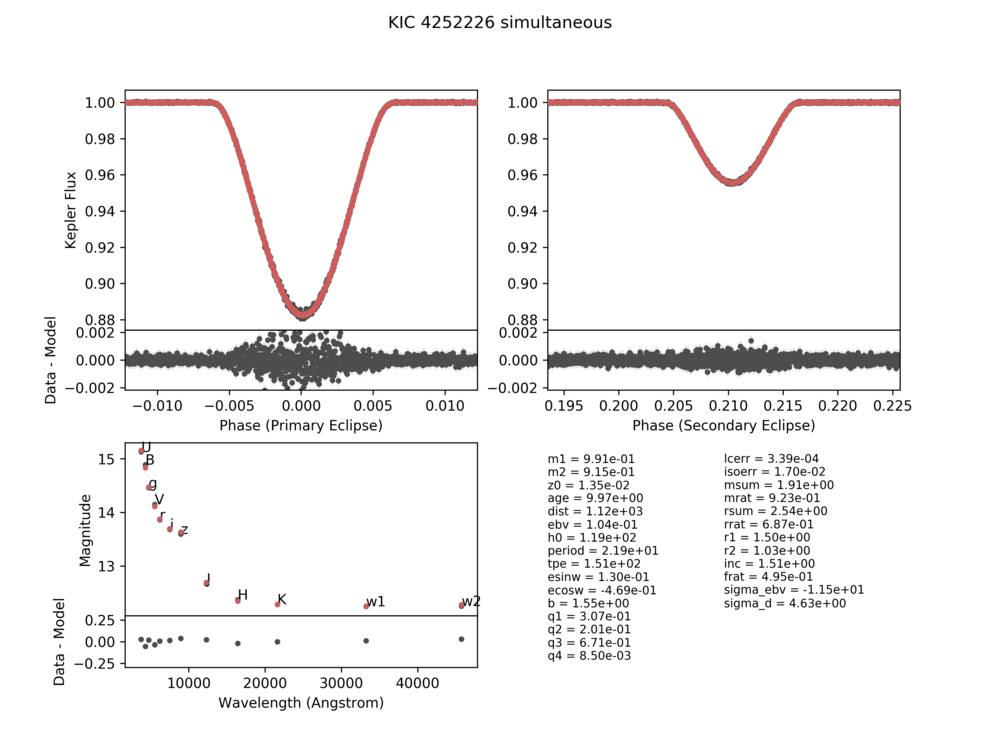 KIC 4252226 simultaneous
1.00
0.98
0.96
0.94
0.92
0.90
0.88
Kepler Flux
0.002
0.000
−0.002
Data - Model
−0.010 −0.005 0.000 0.005 0.010
Phase (Primary Eclipse)
1.00
0.98
0.96
0.94
0.92
0.90
0.88
0.002
0.000
−0.002
0.195 0.200 0.205 0.210 0.215 0.220 0.225
Phase (Secondary Eclipse)
15
14
13
Magnitude
U
B
g
V
r
i
z
J
H
K
w1
w2
0.25
0.00
−0.25
Data - Model
10000 20000 30000 40000
Wavelength (Angstrom)
m1 = 9.91e-01
m2 = 9.15e-01
z0 = 1.35e-02
age = 9.97e+00
dist = 1.12e+03
ebv = 1.04e-01
h0 = 1.19e+02
period = 2.19e+01
tpe = 1.51e+02
esinw = 1.30e-01
ecosw = -4.69e-01
b = 1.55e+00
q1 = 3.07e-01
q2 = 2.01e-01
q3 = 6.71e-01
q4 = 8.50e-03
lcerr = 3.39e-04
isoerr = 1.70e-02
msum = 1.91e+00
mrat = 9.23e-01
rsum = 2.54e+00
rrat = 6.87e-01
r1 = 1.50e+00
r2 = 1.03e+00
inc = 1.51e+00
frat = 4.95e-01
sigma_ebv = -1.15e+01
sigma_d = 4.63e+00